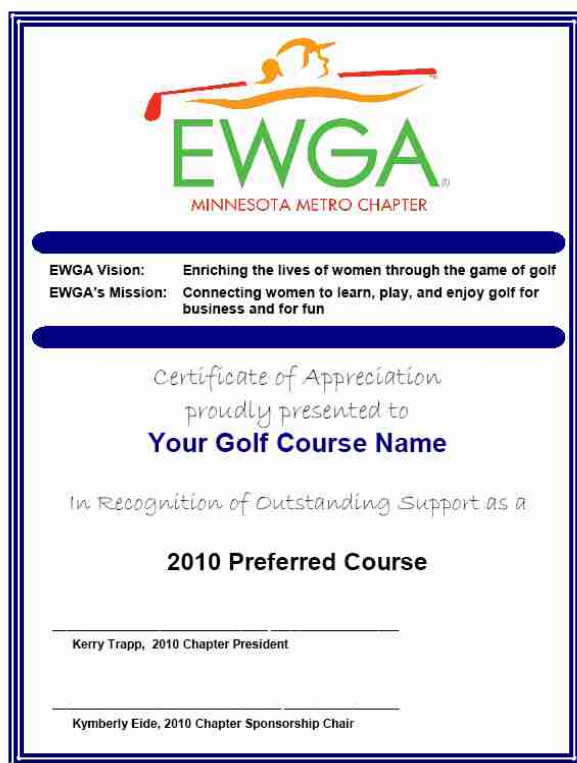 EWGA®
MINNESOTA METRO CHAPTER
EWGA Vision: Enriching the lives of women through the game of golf
EWGA's Mission: Connecting women to learn, play, and enjoy golf for
business and for fun
Certificate of Appreciation
proudly presented to
Your Golf Course Name
In Recognition of Outstanding Support as a
2010 Preferred Course
Kerry Trapp, 2010 Chapter President
Kymberly Eide, 2010 Chapter Sponsorship Chair